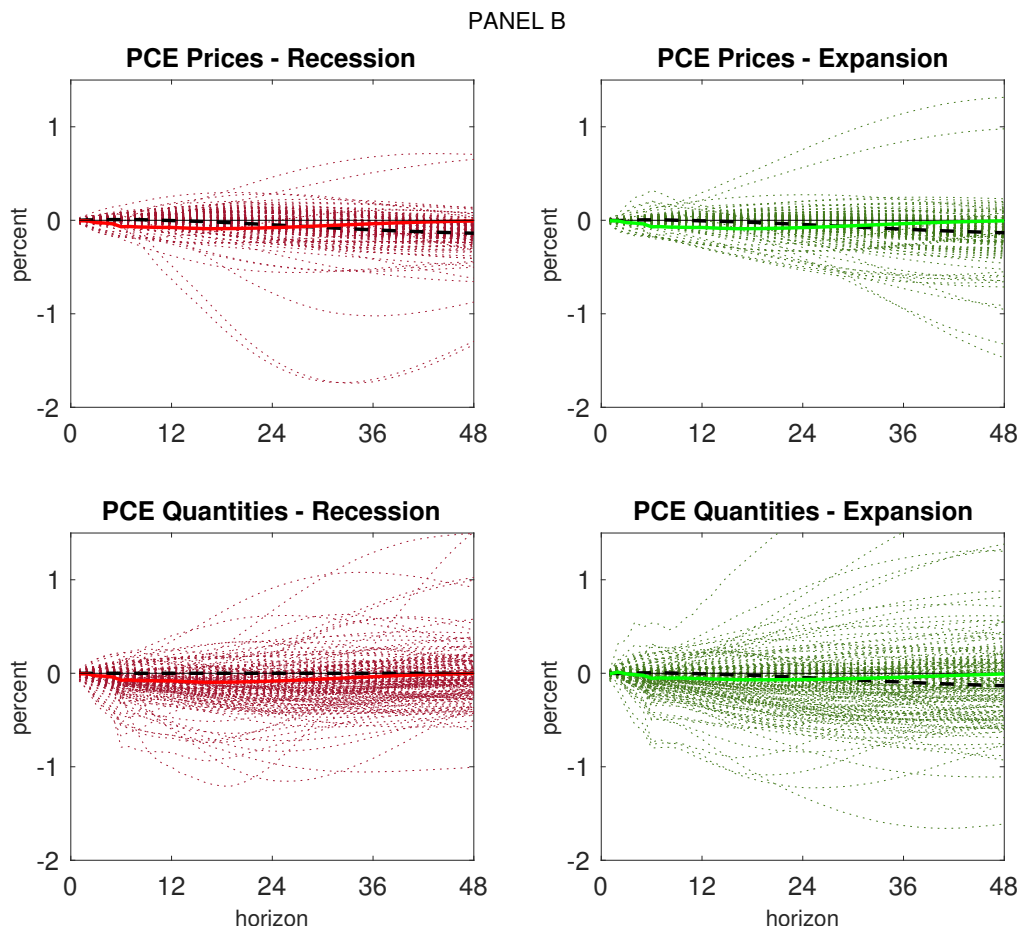 PANEL B
PCE Prices - Recession
PCE Prices - Expansion
percent
1
0
-1
-2
0 12 24 36 48
percent
1
0
-1
-2
0 12 24 36 48
PCE Quantities - Recession
PCE Quantities - Expansion
percent
1
0
-1
-2
0 12 24 36 48
horizon
percent
1
0
-1
-2
0 12 24 36 48
horizon